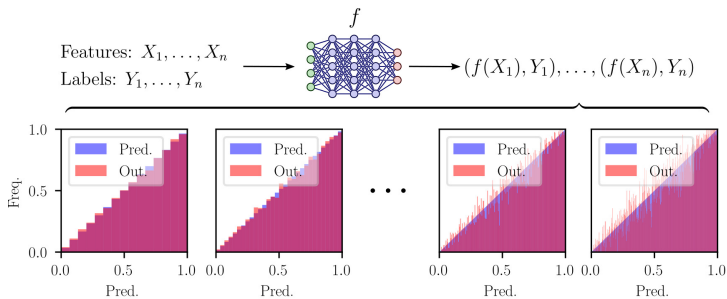 f
Features: X₁, . . . , Xₙ
Labels: Y₁, . . . , Yₙ
(f(X₁), Y₁), . . . , (f(Xₙ), Yₙ)
Freq.
1.0
0.5
0.0
Pred.
Out.
0.0 0.5 1.0
Pred.
Pred.
Out.
0.0 0.5 1.0
Pred.
• • •
Pred.
Out.
0.0 0.5 1.0
Pred.
Pred.
Out.
0.0 0.5 1.0
Pred.